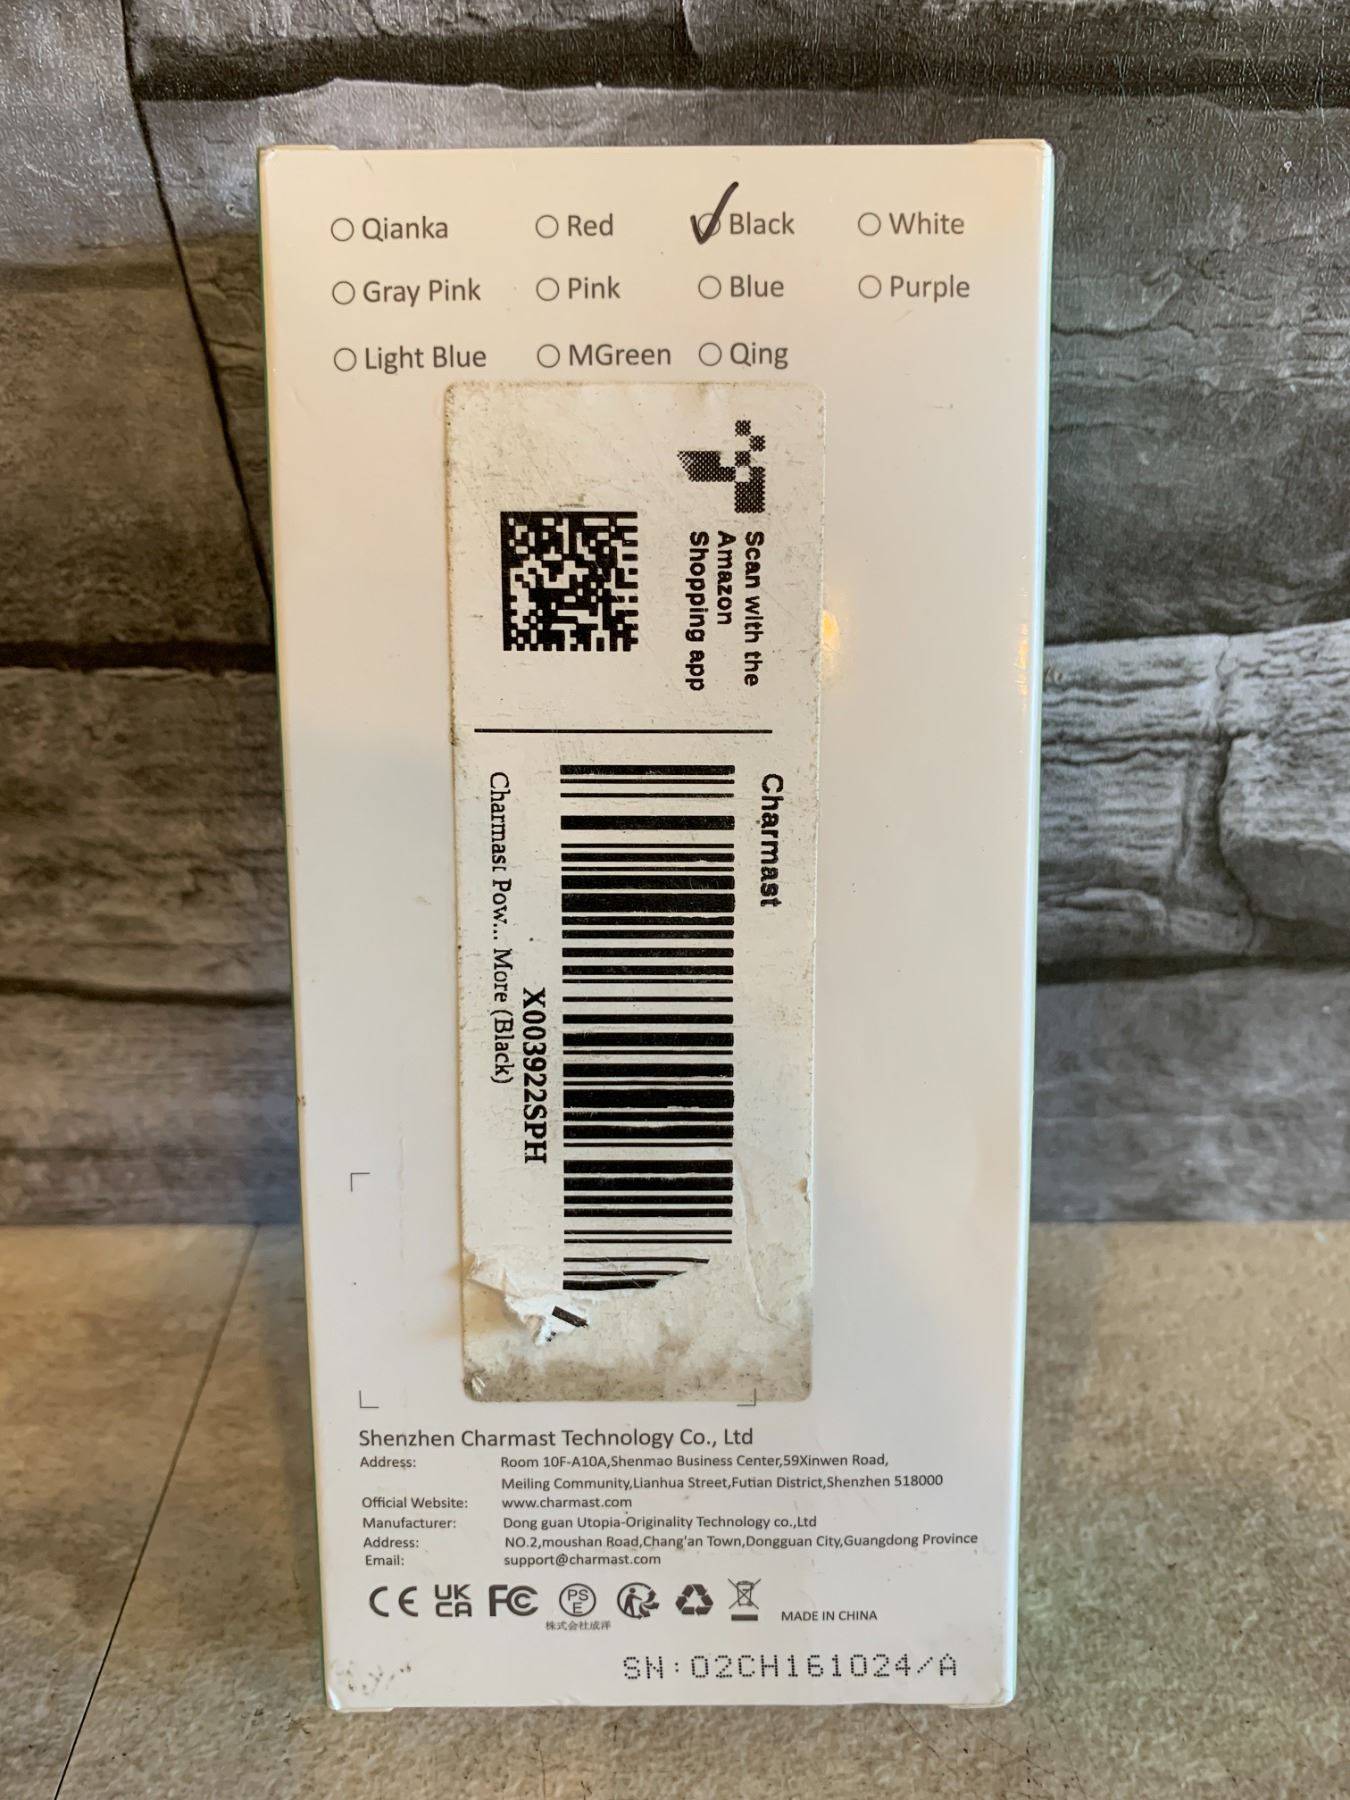 Qianka Red Black White
Gray Pink Pink Blue Purple
Light Blue MGreen Qing
Scan with the
Amazon
Shopping app
Charmast
X003922SPH
Charmast Pow... More (Black)
Shenzhen Charmast Technology Co., Ltd
Address: Room 10F-A10A,Shenmao Business Center,59Xinwen Road,
Meiling Community,Lianhua Street,Futian District,Shenzhen 518000
Official Website: www.charmast.com
Manufacturer: Dong guan Utopia-Originality Technology co.,Ltd
Address: NO.2,moushan Road,Chang'an Town,Dongguan City,Guangdong Province
Email: support@charmast.com
CE UK CA FC PS E MADE IN CHINA
株式会社成洋
SN:02CH161024/A